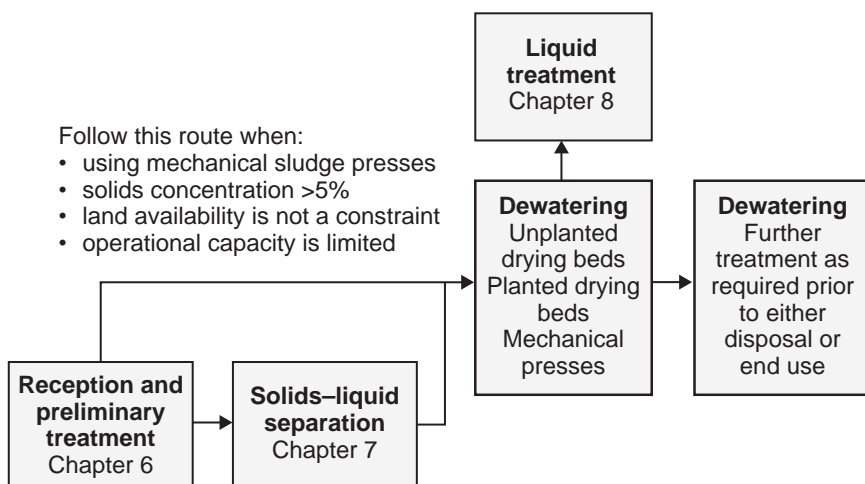 Liquid
treatment
Chapter 8
Follow this route when:
• using mechanical sludge presses
• solids concentration >5%
• land availability is not a constraint
• operational capacity is limited
Dewatering
Unplanted
drying beds
Planted drying
beds
Mechanical
presses
Dewatering
Further
treatment as
required prior
to either
disposal or
end use
Reception and
preliminary
treatment
Chapter 6
Solids–liquid
separation
Chapter 7